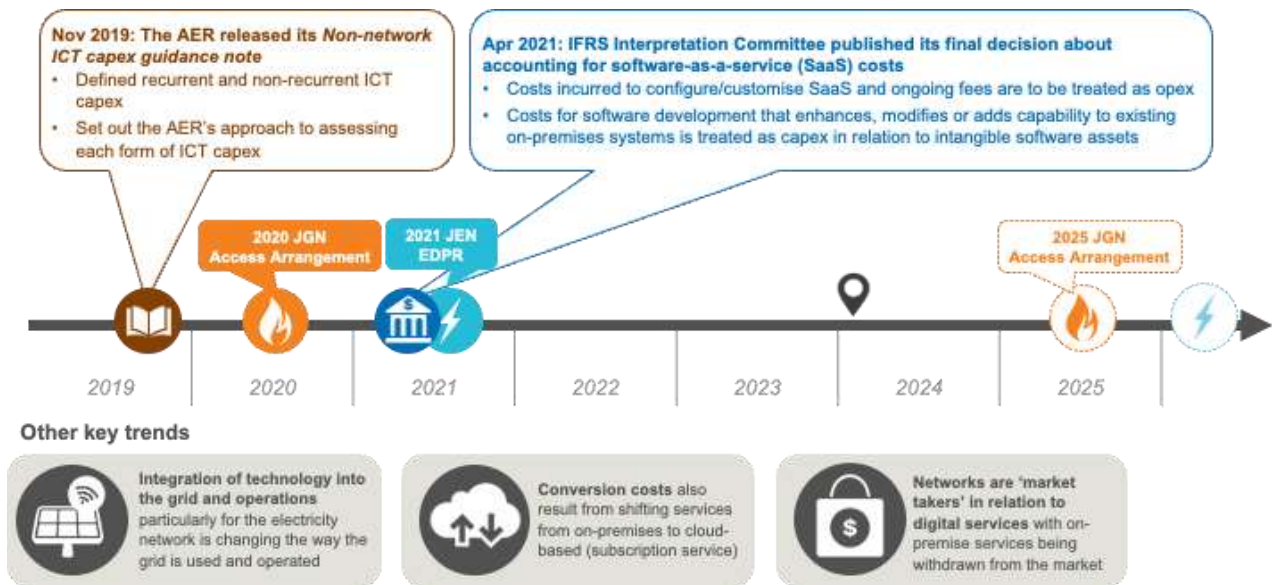 Nov 2019: The AER released its Non-network
ICT capex guidance note
• Defined recurrent and non-recurrent ICT
capex
• Set out the AER's approach to assessing
each form of ICT capex
Apr 2021: IFRS Interpretation Committee published its final decision about
accounting for software-as-a-service (SaaS) costs
• Costs incurred to configure/customise SaaS and ongoing fees are to be treated as opex
• Costs for software development that enhances, modifies or adds capability to existing
on-premises systems is treated as capex in relation to intangible software assets
2020 JGN
Access Arrangement
2021 JEN
EDPR
2025 JGN
Access Arrangement
$
2019
2020
2021
2022
2023
2024
2025
Other key trends
Integration of technology into
the grid and operations
particularly for the electricity
network is changing the way the
grid is used and operated
Conversion costs also
result from shifting services
from on-premises to cloud-
based (subscription service)
$
Networks are 'market
takers' in relation to
digital services with on-
premise services being
withdrawn from the market